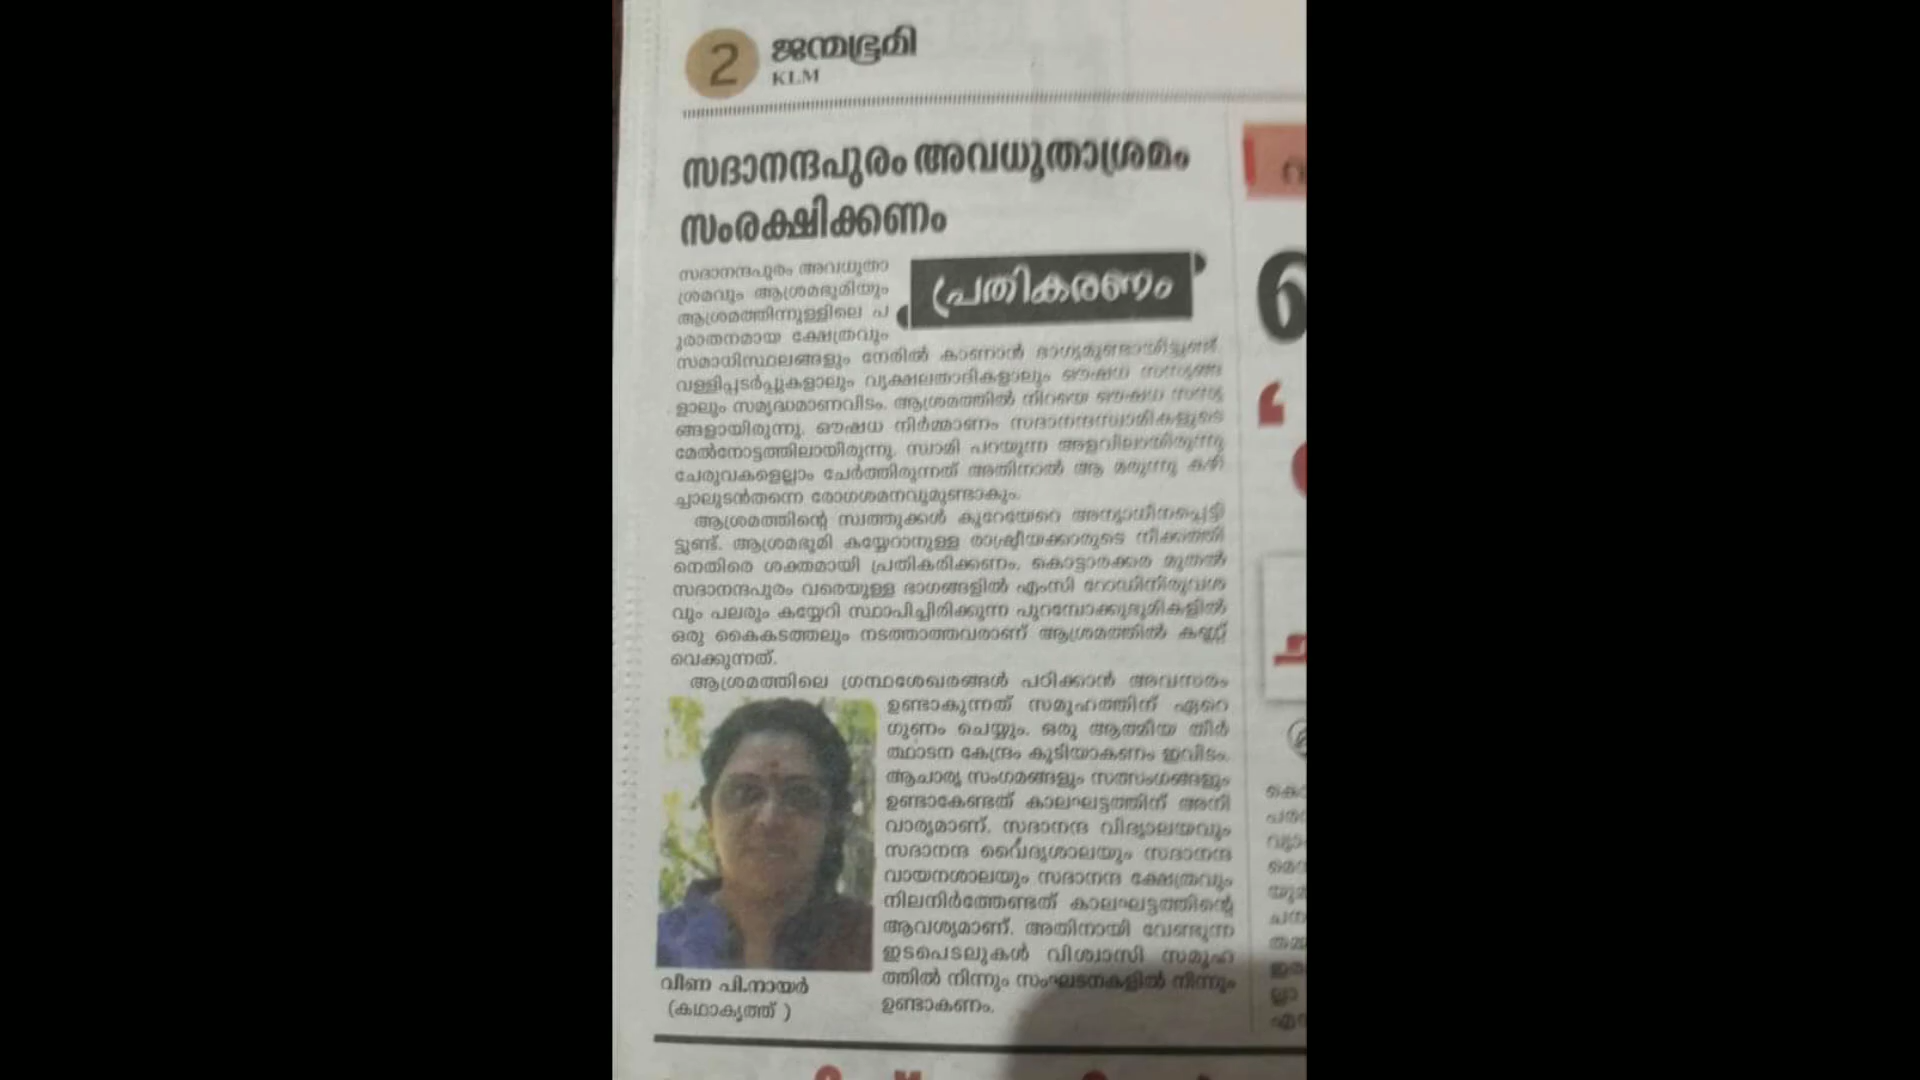 2
ജന്മഭൂമി
KLM
സദാനന്ദപുരം അവധൂതാശ്രമം
സംരക്ഷിക്കണം
പ്രതികരണം
സദാനന്ദപുരം അവധൂതാ
ശ്രമവും ആശ്രമഭൂമിയും
ആശ്രമത്തിന്നുള്ളിലെ പ
ുരാതനമായ ക്ഷേത്രവും
സമാധിസ്ഥലങ്ങളും നേരിൽ കാണാൻ ഭാഗ്യമുണ്ടായിട്ടുണ്ട്.
വള്ളിപ്പടർപ്പുകളാലും വൃക്ഷലതാദികളാലും ഔഷധ സസ്യങ്ങ
ളാലും സമൃദ്ധമാണവിടം. ആശ്രമത്തിൽ നിറയെ ഔഷധ സസ്യ
ങ്ങളായിരുന്നു. ഔഷധ നിർമ്മാണം സദാനന്ദസ്വാമികളുടെ
മേൽനോട്ടത്തിലായിരുന്നു. സ്വാമി പറയുന്ന അളവിലായിരുന്നു
ചേരുവകളെല്ലാം ചേർത്തിരുന്നത് അതിനാൽ ആ മരുന്നു കഴി
ച്ചാലുടൻതന്നെ രോഗശമനവുമുണ്ടാകും.
ആശ്രമത്തിന്റെ സ്വത്തുക്കൾ കുറേയേറെ അന്യാധീനപ്പെട്ടി
ട്ടുണ്ട്. ആശ്രമഭൂമി കയ്യേറാനുള്ള രാഷ്ട്രീയക്കാരുടെ നീക്കത്തി
നെതിരെ ശക്തമായി പ്രതികരിക്കണം. കൊട്ടാരക്കര മുതൽ
സദാനന്ദപുരം വരെയുള്ള ഭാഗങ്ങളിൽ എംസി റോഡിനിരുവശ
വും പലരും കയ്യേറി സ്ഥാപിച്ചിരിക്കുന്ന പുറമ്പോക്കുഭൂമികളിൽ
ഒരു കൈകടത്തലും നടത്താത്തവരാണ് ആശ്രമത്തിൽ കണ്ണ്
വെക്കുന്നത്.
ആശ്രമത്തിലെ ഗ്രന്ഥശേഖരങ്ങൾ പഠിക്കാൻ അവസരം
ഉണ്ടാകുന്നത് സമൂഹത്തിന് ഏറെ
ഗുണം ചെയ്യും. ഒരു ആത്മീയ തീർ
ത്ഥാടന കേന്ദ്രം കൂടിയാകണം ഇവിടം.
ആചാര്യ സംഗമങ്ങളും സത്സംഗങ്ങളും
ഉണ്ടാകേണ്ടത് കാലഘട്ടത്തിന് അനി
വാര്യമാണ്. സദാനന്ദ വിദ്യാലയവും
സദാനന്ദ വൈദ്യശാലയും സദാനന്ദ
വായനശാലയും സദാനന്ദ ക്ഷേത്രവും
നിലനിർത്തേണ്ടത് കാലഘട്ടത്തിന്റെ
ആവശ്യമാണ്. അതിനായി വേണ്ടുന്ന
ഇടപെടലുകൾ വിശ്വാസി സമൂഹ
ത്തിൽ നിന്നും സംഘടനകളിൽ നിന്നും
ഉണ്ടാകണം.
വീണ പി.നായർ
(കഥാകൃത്ത് )